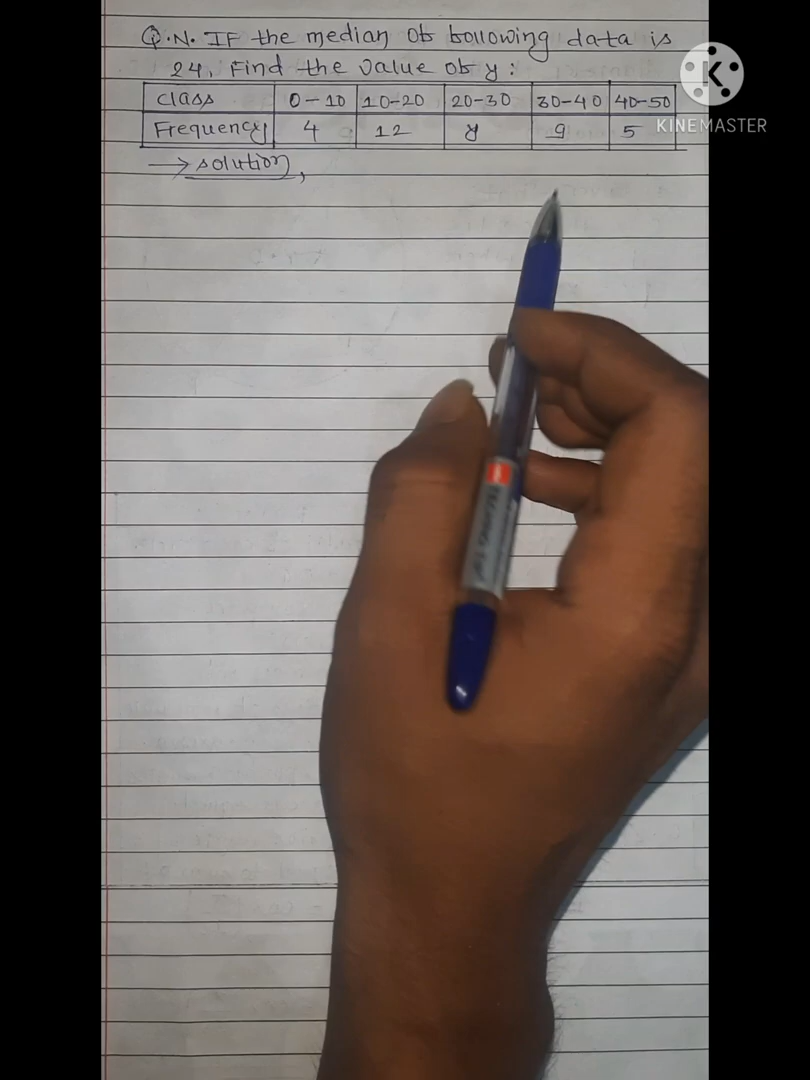 Q.N. IF the median of following data is
24, Find the value of y:
class 0-10 10-20 20-30 30-40 40-50
Frequency 4 12 y 9 5
→ solution,
KINEMASTER